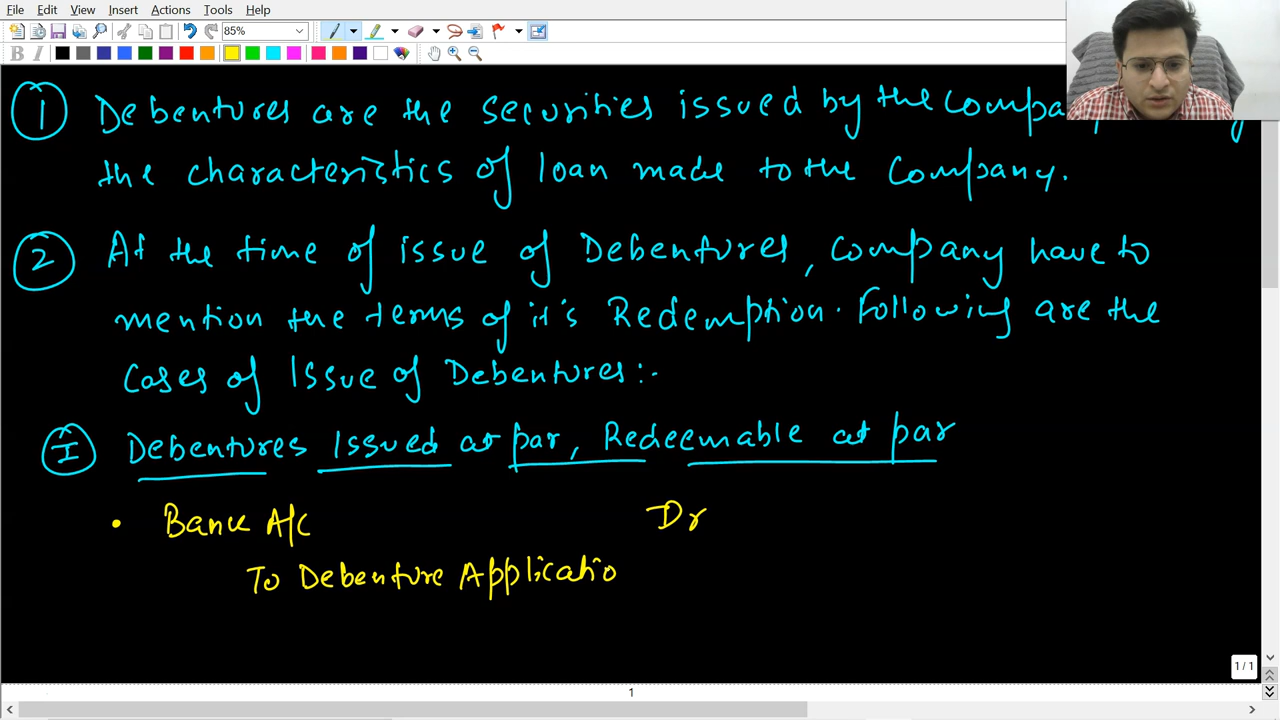 File Edit View Insert Actions Tools Help
85%
B I
1 Debentures are the securities issued by the
the characteristics of loan made to the Company.
2 At the time of issue of Debentures, Company have to
mention the terms of it's Redemption. Following are the
Cases of Issue of Debentures:-
I Debentures Issued at par, Redeemable at par
• Bank A/c Dr
To Debenture Applicatio
1 / 1
1